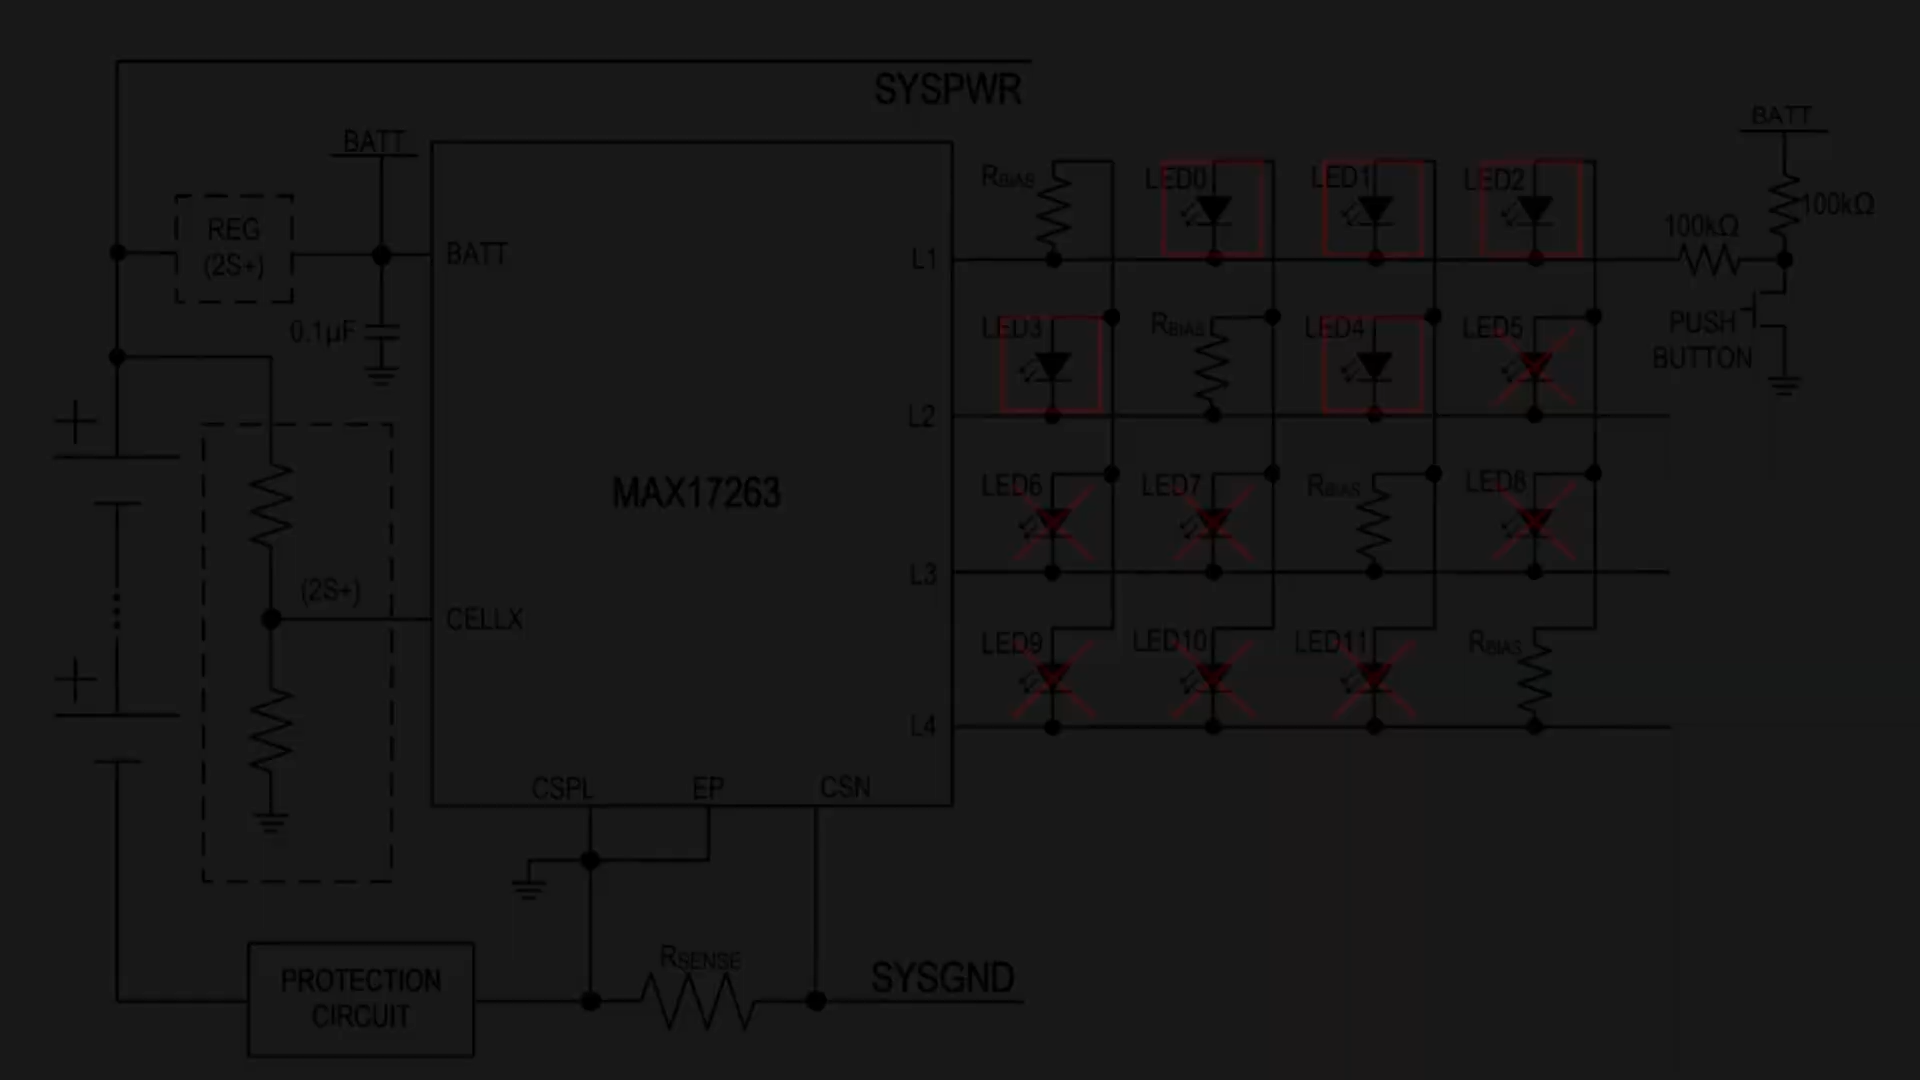 SYSPWR
BATT
BATT
RBIAS
LED0
LED1
LED2
REG
(2S+)
100kΩ
100kΩ
BATT
L1
0.1µF
LED3
RBIAS
LED4
LED5
PUSH
BUTTON
L2
MAX17263
LED6
LED7
RBIAS
LED8
L3
(2S+)
CELLX
LED9
LED10
LED11
RBIAS
L4
CSPL
EP
CSN
RSENSE
SYSGND
PROTECTION
CIRCUIT